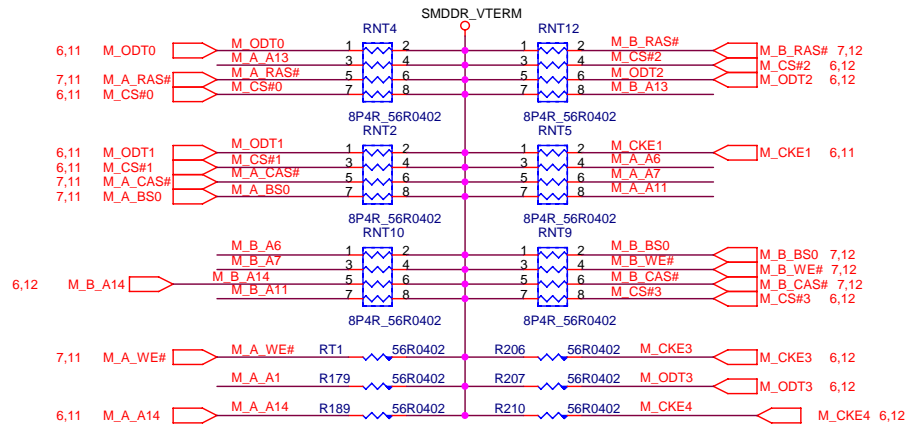 SMDDR_VTERM
RNT4 RNT12
6,11 M_ODT0 M_ODT0 1 2 1 2 M_B_RAS# M_B_RAS# 7,12
M_A_A13 3 4 3 4 M_CS#2 M_CS#2 6,12
7,11 M_A_RAS# M_A_RAS# 5 6 5 6 M_ODT2 M_ODT2 6,12
6,11 M_CS#0 M_CS#0 7 8 7 8 M_B_A13
8P4R_56R0402 8P4R_56R0402
RNT2 RNT5
6,11 M_ODT1 M_ODT1 1 2 1 2 M_CKE1 M_CKE1 6,11
6,11 M_CS#1 M_CS#1 3 4 3 4 M_A_A6
7,11 M_A_CAS# M_A_CAS# 5 6 5 6 M_A_A7
7,11 M_A_BS0 M_A_BS0 7 8 7 8 M_A_A11
8P4R_56R0402 8P4R_56R0402
RNT10 RNT9
M_B_A6 1 2 1 2 M_B_BS0 M_B_BS0 7,12
M_B_A7 3 4 3 4 M_B_WE# M_B_WE# 7,12
6,12 M_B_A14 M_B_A14 5 6 5 6 M_B_CAS# M_B_CAS# 7,12
M_B_A11 7 8 7 8 M_CS#3 M_CS#3 6,12
8P4R_56R0402 8P4R_56R0402
7,11 M_A_WE# M_A_WE# RT1 56R0402 R206 56R0402 M_CKE3 M_CKE3 6,12
M_A_A1 R179 56R0402 R207 56R0402 M_ODT3 M_ODT3 6,12
6,11 M_A_A14 M_A_A14 R189 56R0402 R210 56R0402 M_CKE4 M_CKE4 6,12